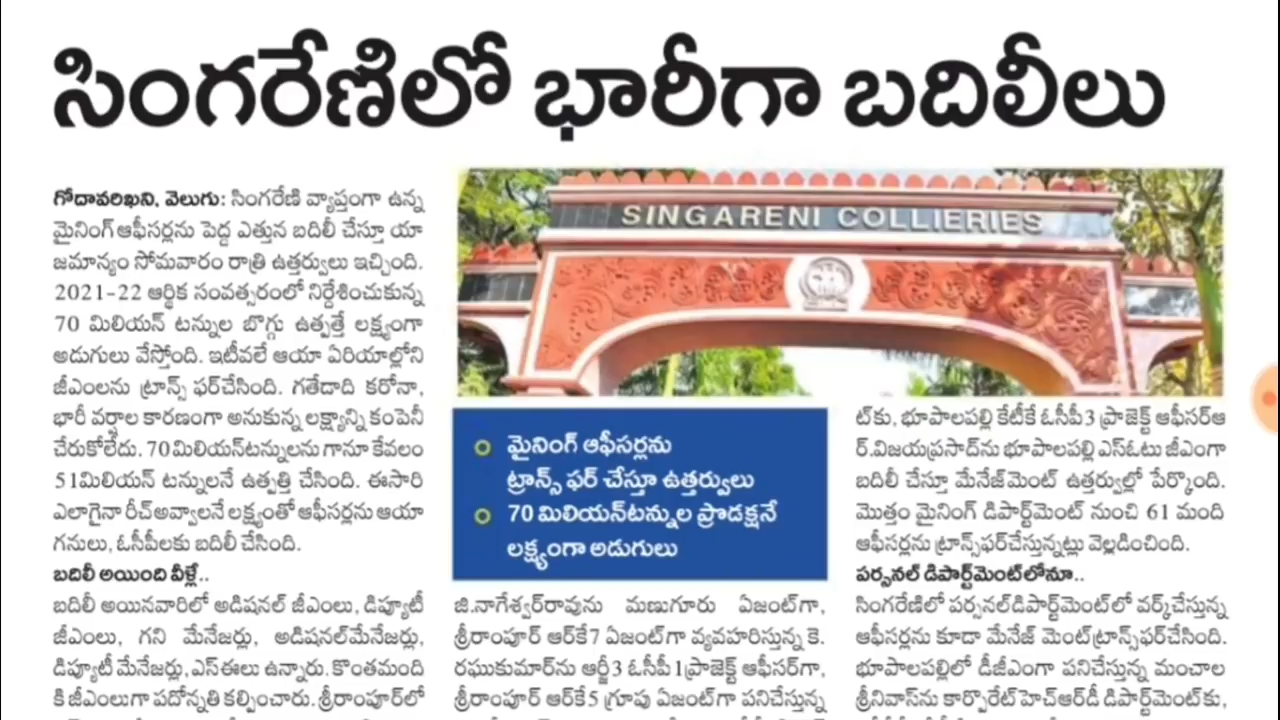 సింగరేణిలో భారీగా బదిలీలు
గోదావరిఖని, వెలుగు: సింగరేణి వ్యాప్తంగా ఉన్న
మైనింగ్ ఆఫీసర్లను పెద్ద ఎత్తున బదిలీ చేస్తూ యా
జమాన్యం సోమవారం రాత్రి ఉత్తర్వులు ఇచ్చింది.
2021-22 ఆర్థిక సంవత్సరంలో నిర్దేశించుకున్న
70 మిలియన్ టన్నుల బొగ్గు ఉత్పత్తే లక్ష్యంగా
అడుగులు వేస్తోంది. ఇటీవలే ఆయా ఏరియాల్లోని
జీఎంలను ట్రాన్స్ ఫర్​చేసింది. గతేడాది కరోనా,
భారీ వర్షాల కారణంగా అనుకున్న లక్ష్యాన్ని కంపెనీ
చేరుకోలేదు. 70 మిలియన్​టన్నులను గానూ కేవలం
51మిలియన్ టన్నులనే ఉత్పత్తి చేసింది. ఈసారి
ఎలాగైనా రీచ్​అవ్వాలనే లక్ష్యంతో ఆఫీసర్లను ఆయా
గనులు, ఓసీపీలకు బదిలీ చేసింది.
బదిలీ అయింది వీళ్లే..
బదిలీ అయినవారిలో అడిషనల్ జీఎంలు, డిప్యూటీ
జీఎంలు, గని మేనేజర్లు, అడిషనల్​మేనేజర్లు,
డిప్యూటీ మేనేజర్లు, ఎస్ఈలు ఉన్నారు. కొంతమంది
కి జీఎంలుగా పదోన్నతి కల్పించారు. శ్రీరాంపూర్​లో
SINGARENI COLLIERIES
మైనింగ్ ఆఫీసర్లను
ట్రాన్స్ ఫర్ చేస్తూ ఉత్తర్వులు
70 మిలియన్​టన్నుల ప్రొడక్షనే
లక్ష్యంగా అడుగులు
జి.నాగేశ్వర్​రావును మణుగూరు ఏజంట్​గా,
శ్రీరాంపూర్ ఆర్​కే7 ఏజంట్​గా వ్యవహరిస్తున్న కె.
రఘుకుమార్​ను ఆర్జీ3 ఓసీపీ1ప్రాజెక్ట్ ఆఫీసర్​గా,
శ్రీరాంపూర్ ఆర్​కే5 గ్రూపు ఏజంట్​గా పనిచేస్తున్న
ట్​కు, భూపాలపల్లి కేటీకే ఓసీపీ3 ప్రాజెక్ట్ ఆఫీసర్​ఆ
ర్.విజయప్రసాద్​ను భూపాలపల్లి ఎస్​ఓటు జీఎంగా
బదిలీ చేస్తూ మేనేజ్​మెంట్ ఉత్తర్వుల్లో పేర్కొంది.
మొత్తం మైనింగ్ డిపార్ట్​మెంట్ నుంచి 61 మంది
ఆఫీసర్లను ట్రాన్స్​ఫర్​చేస్తున్నట్లు వెల్లడించింది.
పర్సనల్ డిపార్ట్​మెంట్​లోనూ..
సింగరేణిలో పర్సనల్​డిపార్ట్​మెంట్​లో వర్క్​చేస్తున్న
ఆఫీసర్లను కూడా మేనేజ్ మెంట్​ట్రాన్స్​ఫర్​చేసింది.
భూపాలపల్లిలో డీజీఎంగా పనిచేస్తున్న మంచాల
శ్రీనివాస్​ను కార్పొరేట్​హెచ్ఆర్​డీ డిపార్ట్​మెంట్​కు,